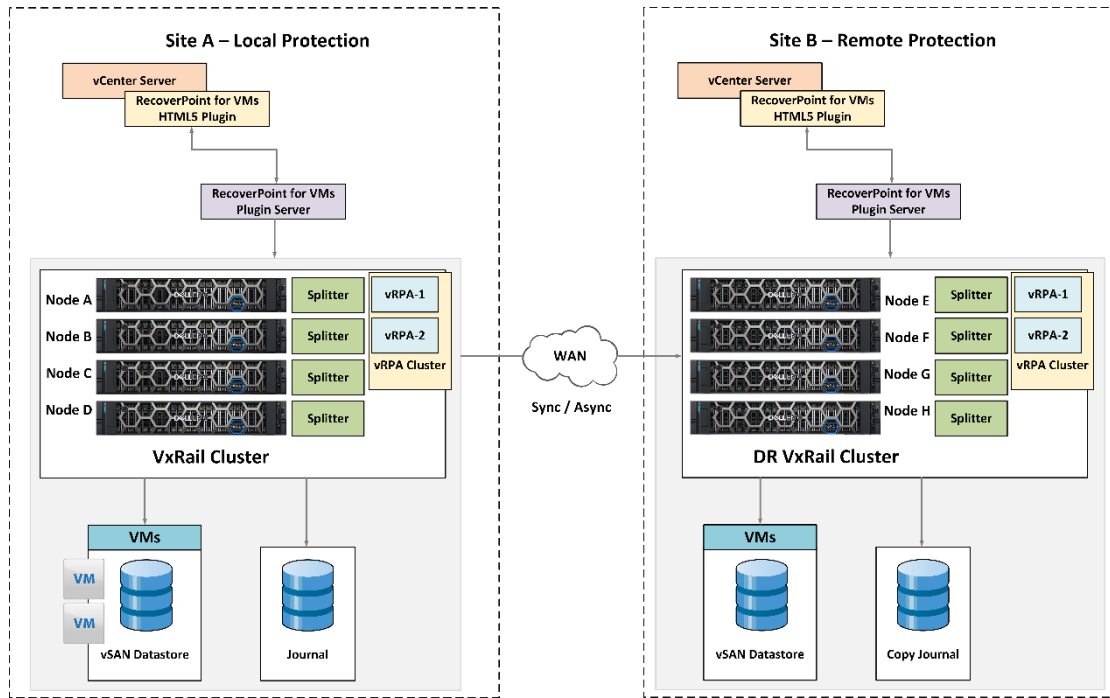 Site A – Local Protection
vCenter Server
RecoverPoint for VMs
HTML5 Plugin
RecoverPoint for VMs
Plugin Server
Node A
Splitter
vRPA-1
Node B
Splitter
vRPA-2
Node C
Splitter
vRPA Cluster
Node D
Splitter
VxRail Cluster
VMs
VM
VM
vSAN Datastore
Journal
WAN
Sync / Async
Site B – Remote Protection
vCenter Server
RecoverPoint for VMs
HTML5 Plugin
RecoverPoint for VMs
Plugin Server
Node E
Splitter
vRPA-1
Node F
Splitter
vRPA-2
Node G
Splitter
vRPA Cluster
Node H
Splitter
DR VxRail Cluster
VMs
vSAN Datastore
Copy Journal